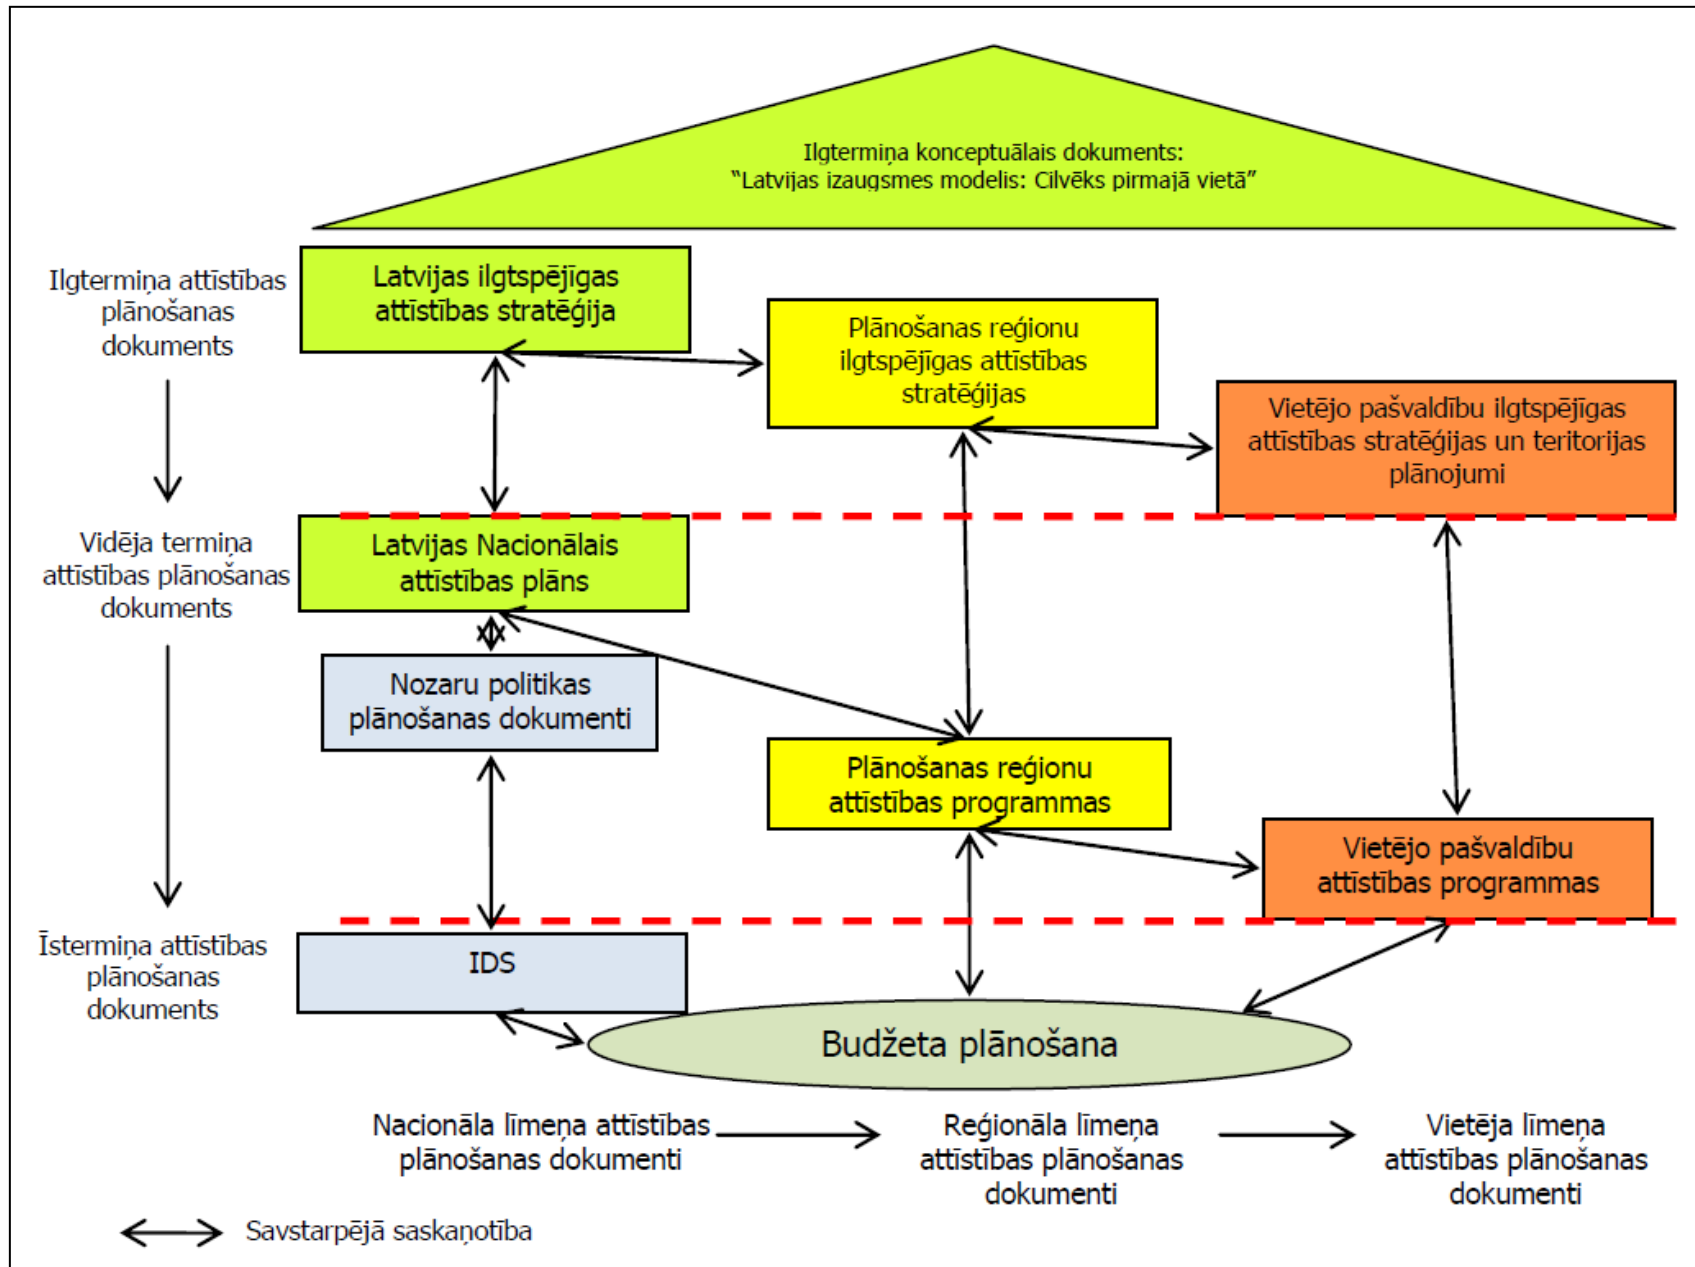 Ilgtermiņa konceptuālais dokuments:
“Latvijas izaugsmes modelis: Cilvēks pirmajā vietā”
Ilgtermiņa attīstības
plānošanas
dokuments
Latvijas ilgtspējīgas
attīstības stratēģija
Plānošanas reģionu
ilgtspējīgas attīstības
stratēģijas
Vietējo pašvaldību ilgtspējīgas
attīstības stratēģijas un teritorijas
plānojumi
Vidēja termiņa
attīstības plānošanas
dokuments
Latvijas Nacionālais
attīstības plāns
Nozaru politikas
plānošanas dokumenti
Plānošanas reģionu
attīstības programmas
Vietējo pašvaldību
attīstības programmas
Īstermiņa attīstības
plānošanas
dokuments
IDS
Budžeta plānošana
Nacionāla līmeņa attīstības
plānošanas dokumenti
Reģionāla līmeņa
attīstības plānošanas
dokumenti
Vietēja līmeņa
attīstības plānošanas
dokumenti
Savstarpējā saskaņotība